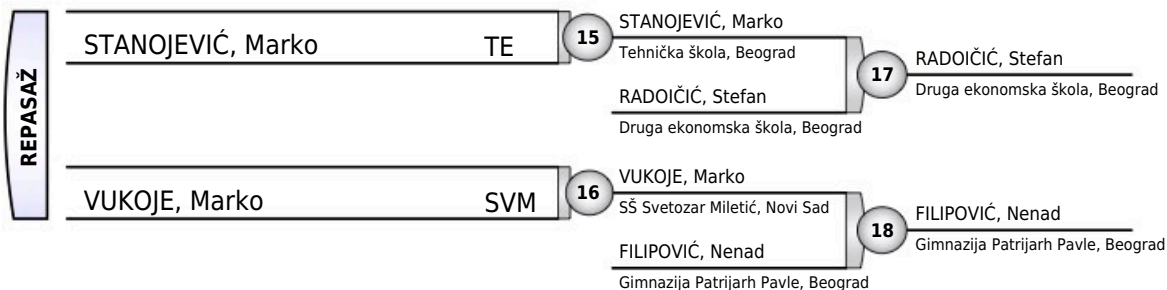 REPASAŽ
STANOJEVIĆ, Marko TE
15
STANOJEVIĆ, Marko
Tehnička škola, Beograd
RADOIČIĆ, Stefan
Druga ekonomska škola, Beograd
17
RADOIČIĆ, Stefan
Druga ekonomska škola, Beograd
VUKOJE, Marko SVM
16
VUKOJE, Marko
SŠ Svetozar Miletić, Novi Sad
FILIPOVIĆ, Nenad
Gimnazija Patrijarh Pavle, Beograd
18
FILIPOVIĆ, Nenad
Gimnazija Patrijarh Pavle, Beograd